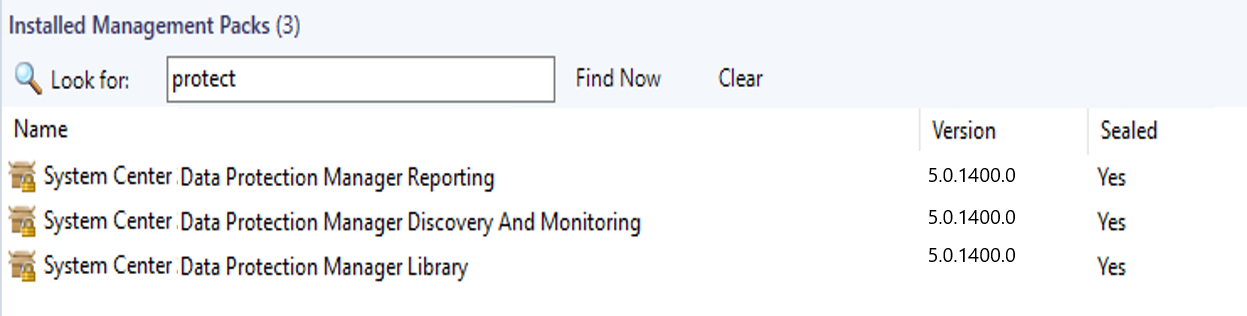 Installed Management Packs (3)
Look for: protect Find Now Clear
Name Version Sealed
System Center Data Protection Manager Reporting 5.0.1400.0 Yes
System Center Data Protection Manager Discovery And Monitoring 5.0.1400.0 Yes
System Center Data Protection Manager Library 5.0.1400.0 Yes